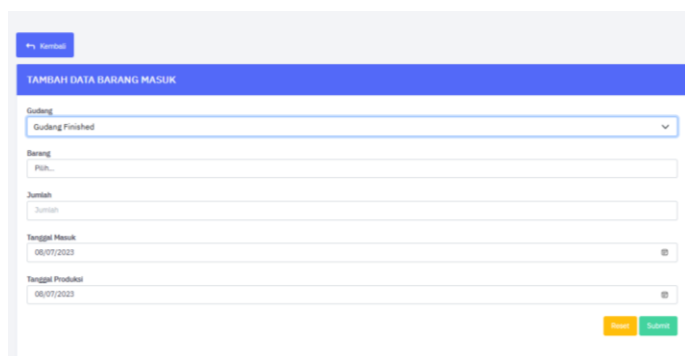 Kembali
TAMBAH DATA BARANG MASUK
Gudang
Gudang Finished
Barang
Pilih...
Jumlah
Jumlah
Tanggal Masuk
08/07/2023
Tanggal Produksi
08/07/2023
Reset Submit